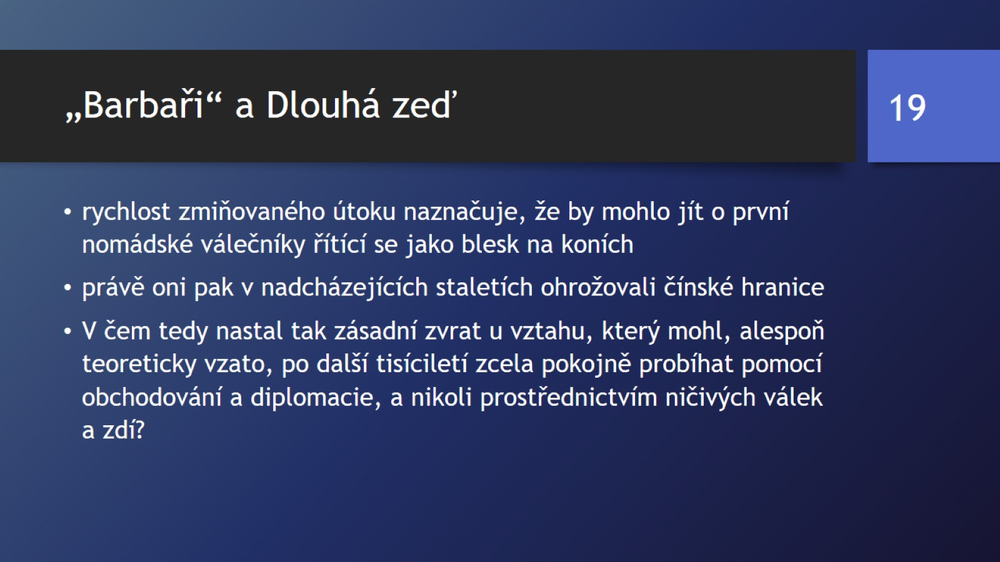 „Barbaři“ a Dlouhá zeď
19
• rychlost zmiňovaného útoku naznačuje, že by mohlo jít o první
nomádské válečníky řítící se jako blesk na koních
• právě oni pak v nadcházejících staletích ohrožovali čínské hranice
• V čem tedy nastal tak zásadní zvrat u vztahu, který mohl, alespoň
teoreticky vzato, po další tisíciletí zcela pokojně probíhat pomocí
obchodování a diplomacie, a nikoli prostřednictvím ničivých válek
a zdí?